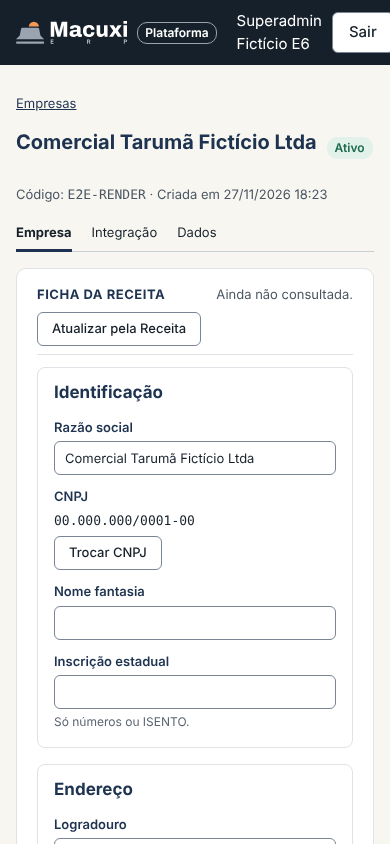 Macuxi
E R P
Plataforma
Superadmin
Fictício E6
Sair
Empresas
Comercial Tarumã Fictício Ltda
Ativo
Código: E2E-RENDER · Criada em 27/11/2026 18:23
Empresa
Integração
Dados
FICHA DA RECEITA
Ainda não consultada.
Atualizar pela Receita
Identificação
Razão social
Comercial Tarumã Fictício Ltda
CNPJ
00.000.000/0001-00
Trocar CNPJ
Nome fantasia
Inscrição estadual
Só números ou ISENTO.
Endereço
Logradouro